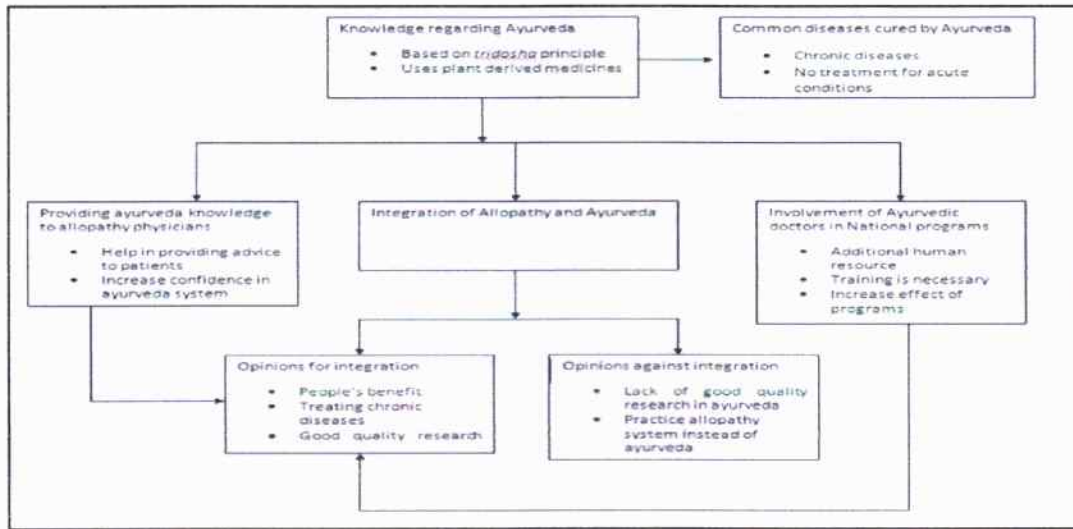 Knowledge regarding Ayurveda
• Based on tridosha principle
• Uses plant derived medicines
Common diseases cured by Ayurveda
• Chronic diseases
• No treatment for acute
conditions
Providing ayurveda knowledge
to allopathy physicians
• Help in providing advice
to patients
• Increase confidence in
ayurveda system
Integration of Allopathy and Ayurveda
Involvement of Ayurvedic
doctors in National programs
• Additional human
resource
• Training is necessary
• Increase effect of
programs
Opinions for integration
• People's benefit
• Treating chronic
diseases
• Good quality research
Opinions against integration
• Lack of good quality
research in ayurveda
• Practice allopathy
system instead of
ayurveda